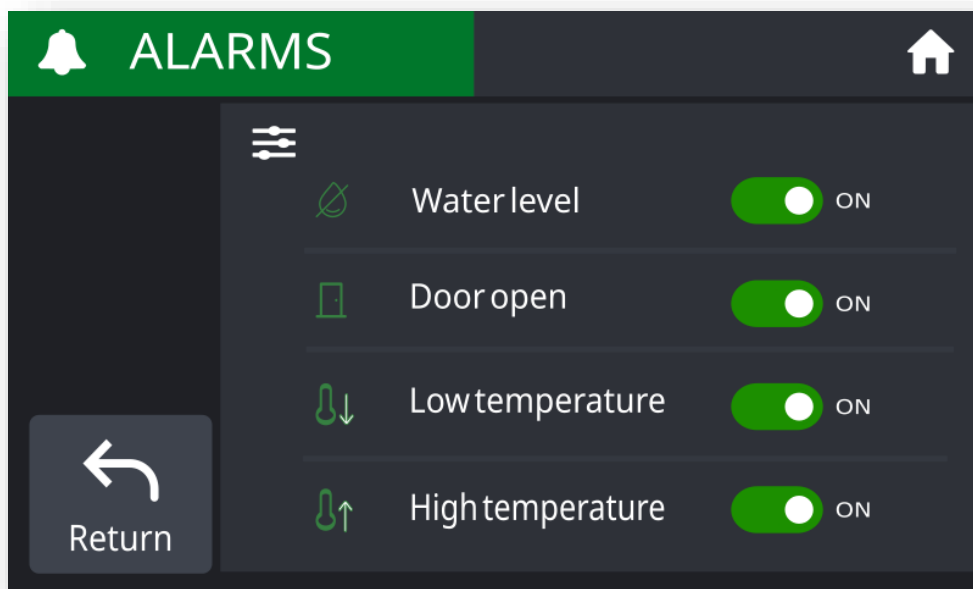 ALARMS
Water level ON
Door open ON
Low temperature ON
High temperature ON
Return